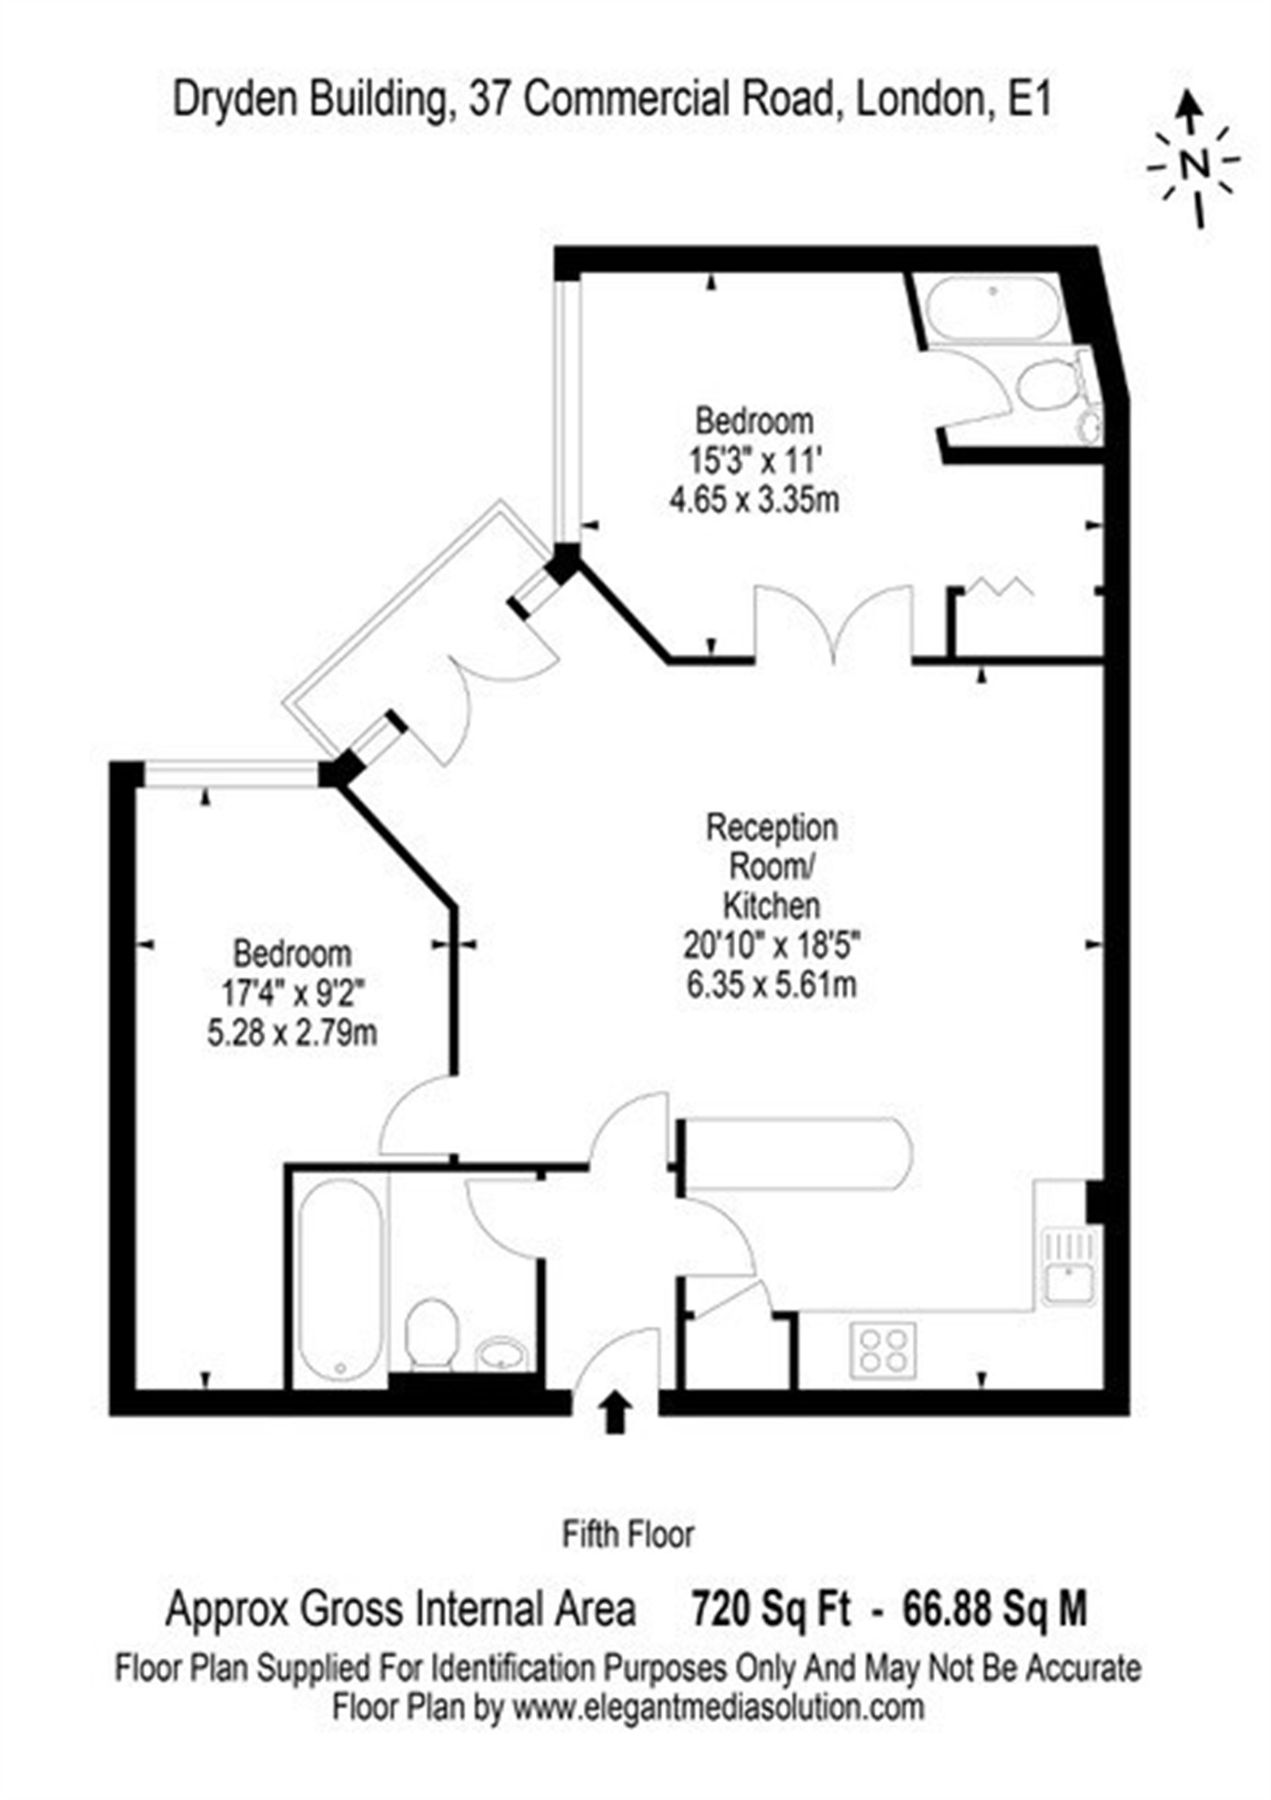 Dryden Building, 37 Commercial Road, London, E1
N
Bedroom
15'3" x 11'
4.65 x 3.35m
Reception
Room/
Kitchen
20'10" x 18'5"
6.35 x 5.61m
Bedroom
17'4" x 9'2"
5.28 x 2.79m
Fifth Floor
Approx Gross Internal Area 720 Sq Ft - 66.88 Sq M
Floor Plan Supplied For Identification Purposes Only And May Not Be Accurate
Floor Plan by www.elegantmediasolution.com